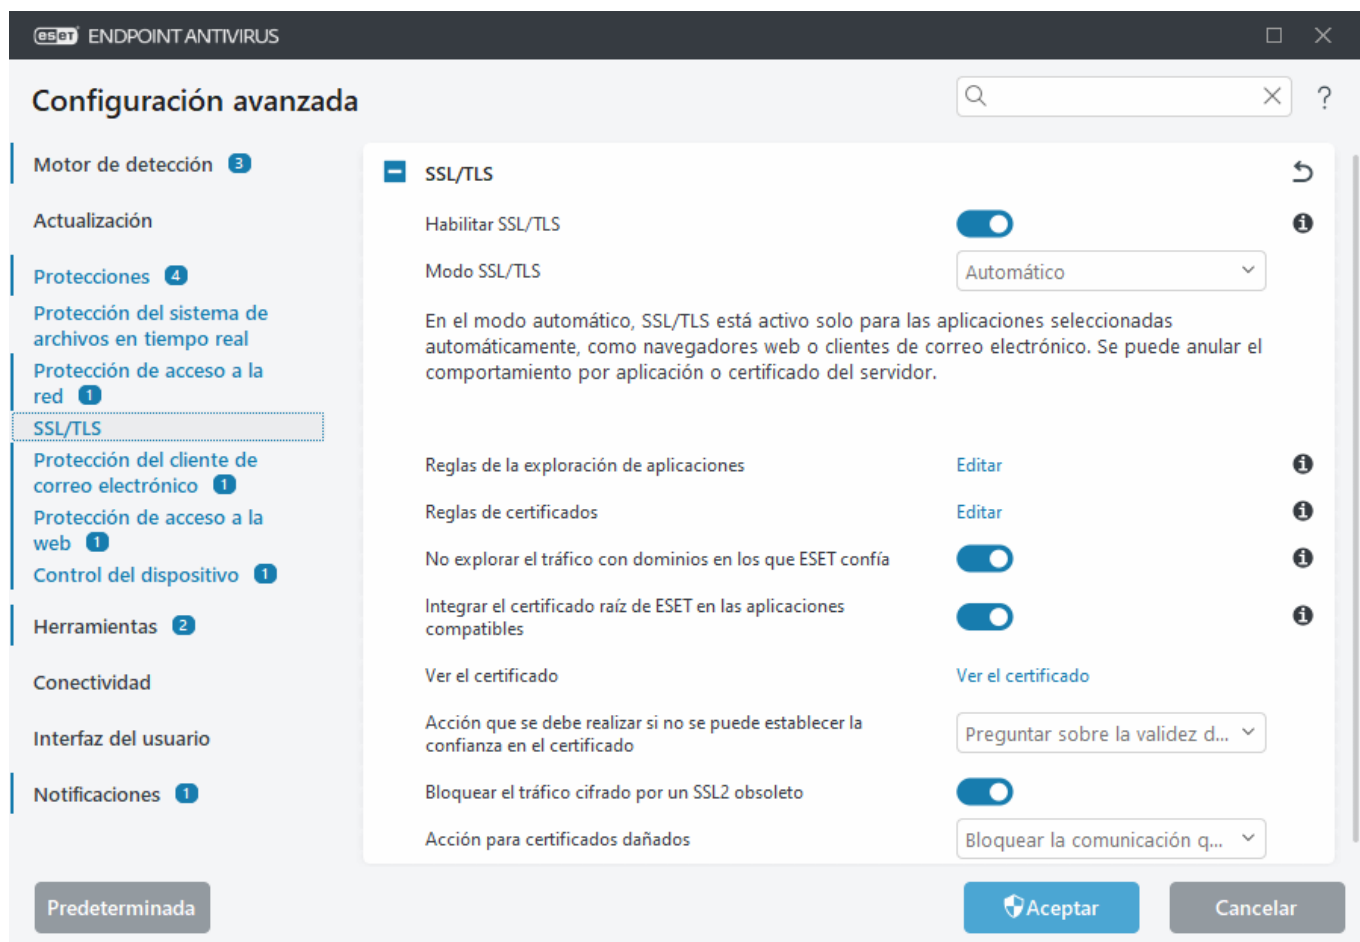 eset ENDPOINT ANTIVIRUS
Configuración avanzada
?
Motor de detección 3
Actualización
Protecciones 4
Protección del sistema de
archivos en tiempo real
Protección de acceso a la
red 1
SSL/TLS
Protección del cliente de
correo electrónico 1
Protección de acceso a la
web 1
Control del dispositivo 1
Herramientas 2
Conectividad
Interfaz del usuario
Notificaciones 1
SSL/TLS
Habilitar SSL/TLS
Modo SSL/TLS
Automático
En el modo automático, SSL/TLS está activo solo para las aplicaciones seleccionadas
automáticamente, como navegadores web o clientes de correo electrónico. Se puede anular el
comportamiento por aplicación o certificado del servidor.
Reglas de la exploración de aplicaciones
Editar
Reglas de certificados
Editar
No explorar el tráfico con dominios en los que ESET confía
Integrar el certificado raíz de ESET en las aplicaciones
compatibles
Ver el certificado
Ver el certificado
Acción que se debe realizar si no se puede establecer la
confianza en el certificado
Preguntar sobre la validez d...
Bloquear el tráfico cifrado por un SSL2 obsoleto
Acción para certificados dañados
Bloquear la comunicación q...
Predeterminada
Aceptar
Cancelar